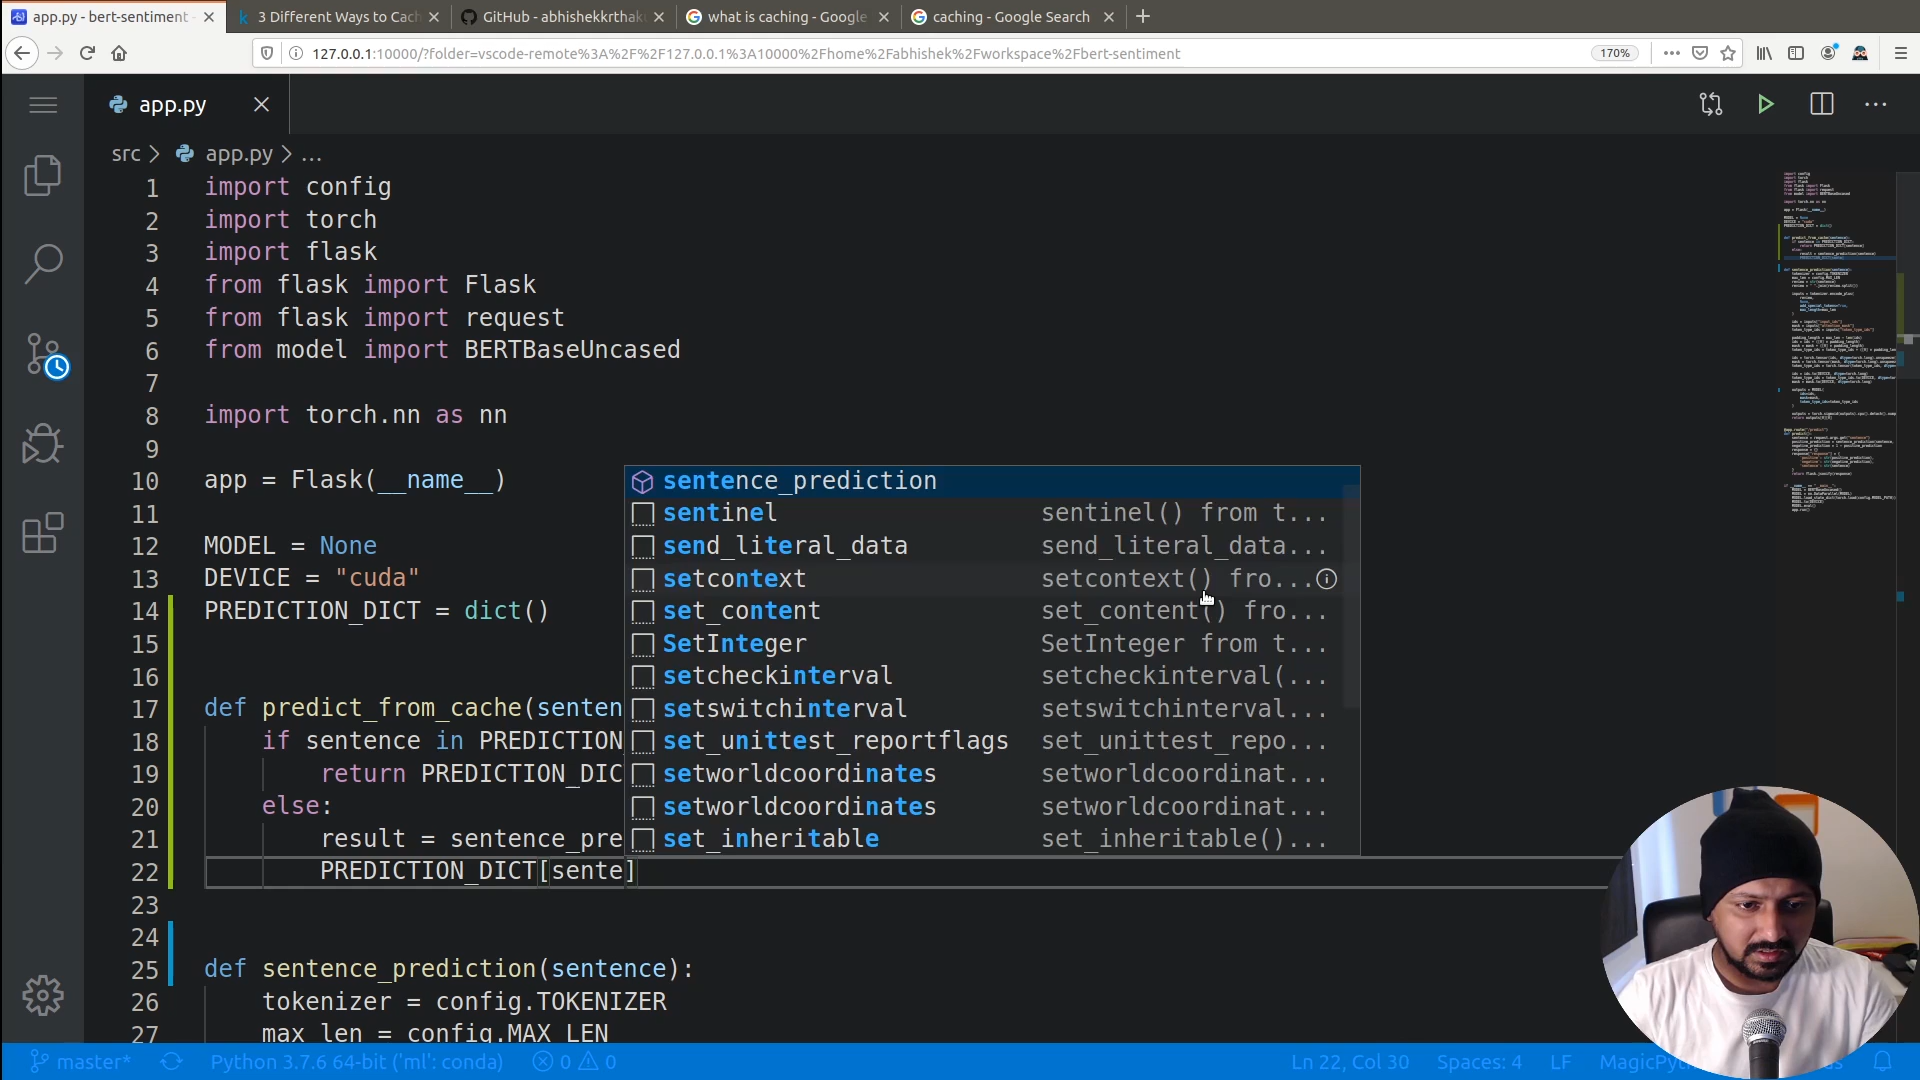 app.py - bert-sentiment -
3 Different Ways to Cach
GitHub - abhishekkrthaku
what is caching - Google
caching - Google Search
127.0.0.1:10000/?folder=vscode-remote%3A%2F%2F127.0.0.1%3A10000%2Fhome%2Fabhishek%2Fworkspace%2Fbert-sentiment
170%
app.py
src > app.py > ...
1 import config
2 import torch
3 import flask
4 from flask import Flask
5 from flask import request
6 from model import BERTBaseUncased
7
8 import torch.nn as nn
9
10 app = Flask(__name__)
11
12 MODEL = None
13 DEVICE = "cuda"
14 PREDICTION_DICT = dict()
15
16
17 def predict_from_cache(senten
18 if sentence in PREDICTION
19 return PREDICTION_DIC
20 else:
21 result = sentence_pre
22 PREDICTION_DICT[sente]
23
24
25 def sentence_prediction(sentence):
26 tokenizer = config.TOKENIZER
27 max_len = config.MAX_LEN
sentence_prediction
sentinel sentinel() from t...
send_literal_data send_literal_data...
setcontext setcontext() fro...
set_content set_content() fro...
SetInteger SetInteger from t...
setcheckinterval setcheckinterval(...
setswitchinterval setswitchinterval...
set_unittest_reportflags set_unittest_repo...
setworldcoordinates setworldcoordinat...
setworldcoordinates setworldcoordinat...
set_inheritable set_inheritable()...
master* Python 3.7.6 64-bit ('ml': conda) 0 0 Ln 22, Col 30 Spaces: 4 LF